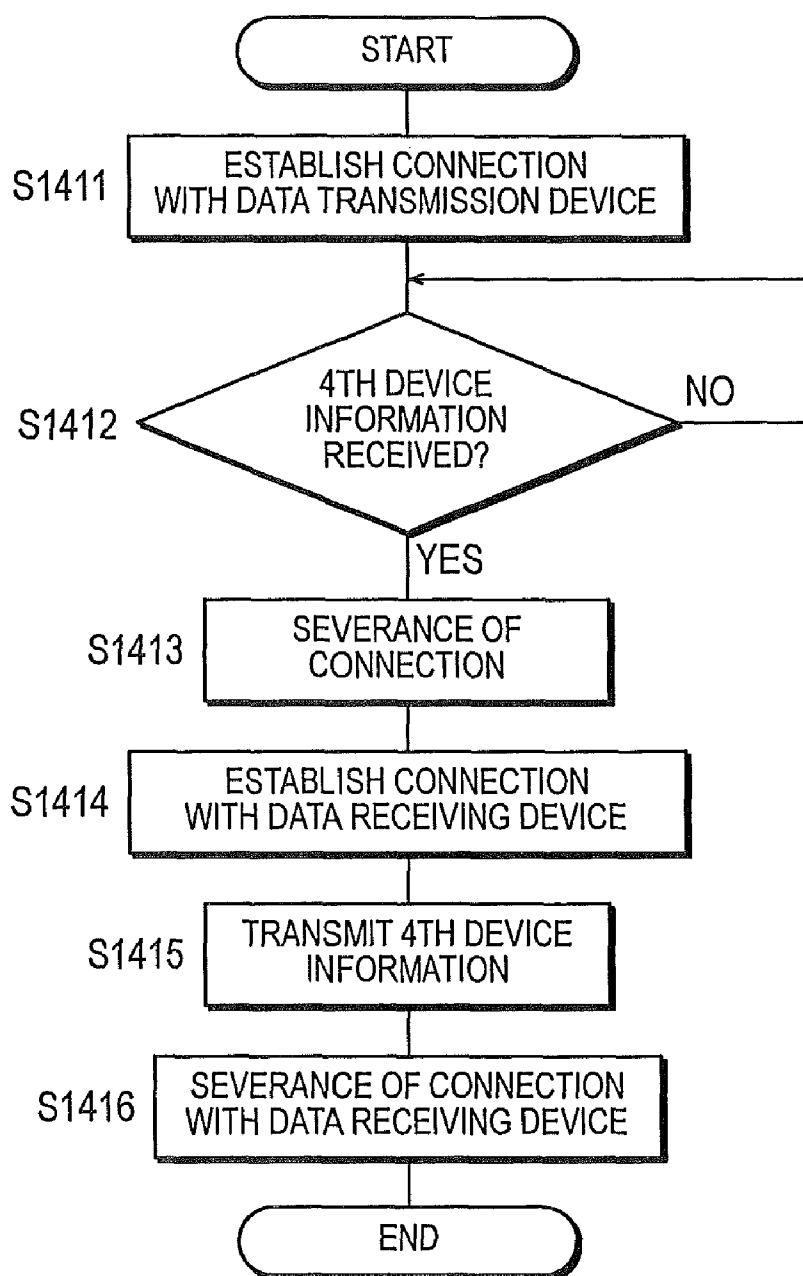 START
S1411
ESTABLISH CONNECTION
WITH DATA TRANSMISSION DEVICE
S1412
4TH DEVICE
INFORMATION
RECEIVED?
NO
YES
S1413
SEVERANCE OF
CONNECTION
S1414
ESTABLISH CONNECTION
WITH DATA RECEIVING DEVICE
S1415
TRANSMIT 4TH DEVICE
INFORMATION
S1416
SEVERANCE OF CONNECTION
WITH DATA RECEIVING DEVICE
END